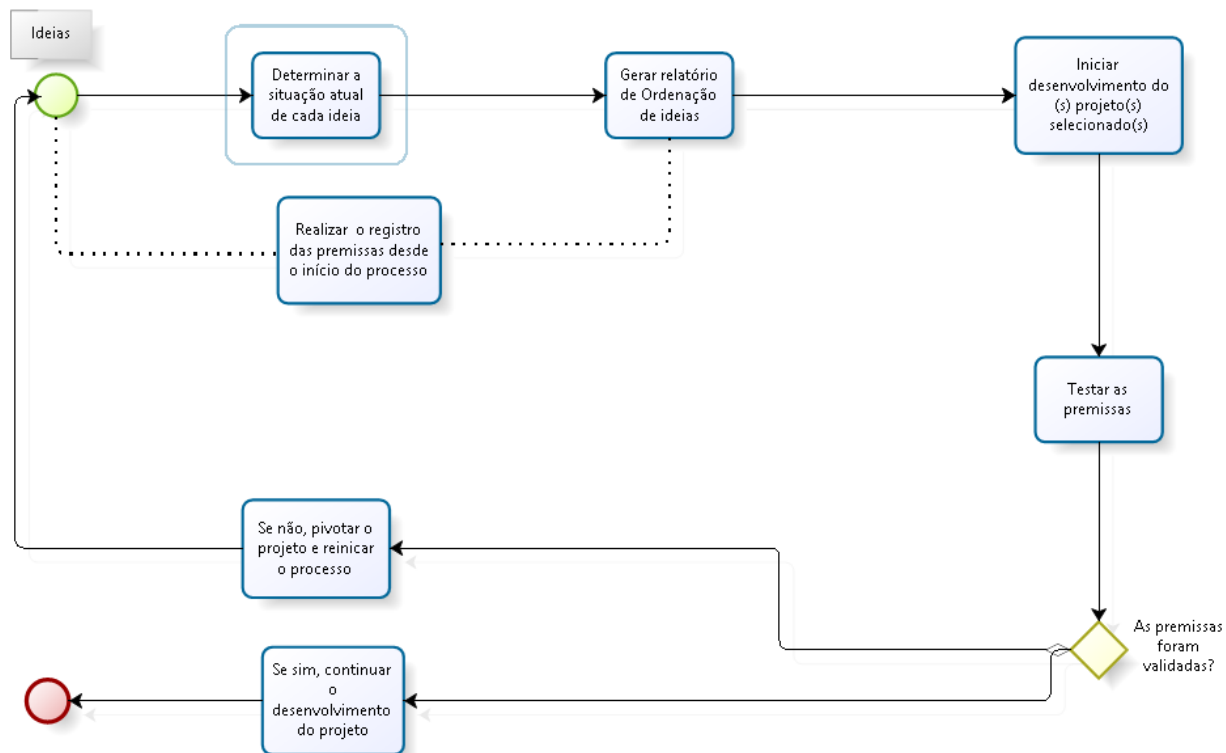 Ideias
Determinar a
situação atual
de cada ideia
Gerar relatório
de Ordenação
de ideias
Iniciar
desenvolvimento do
(s) projeto(s)
selecionado(s)
Realizar o registro
das premissas desde
o início do processo
Testar as
premissas
Se não, pivotar o
projeto e reinicar
o processo
As premissas
foram
validadas?
Se sim, continuar
o
desenvolvimento
do projeto